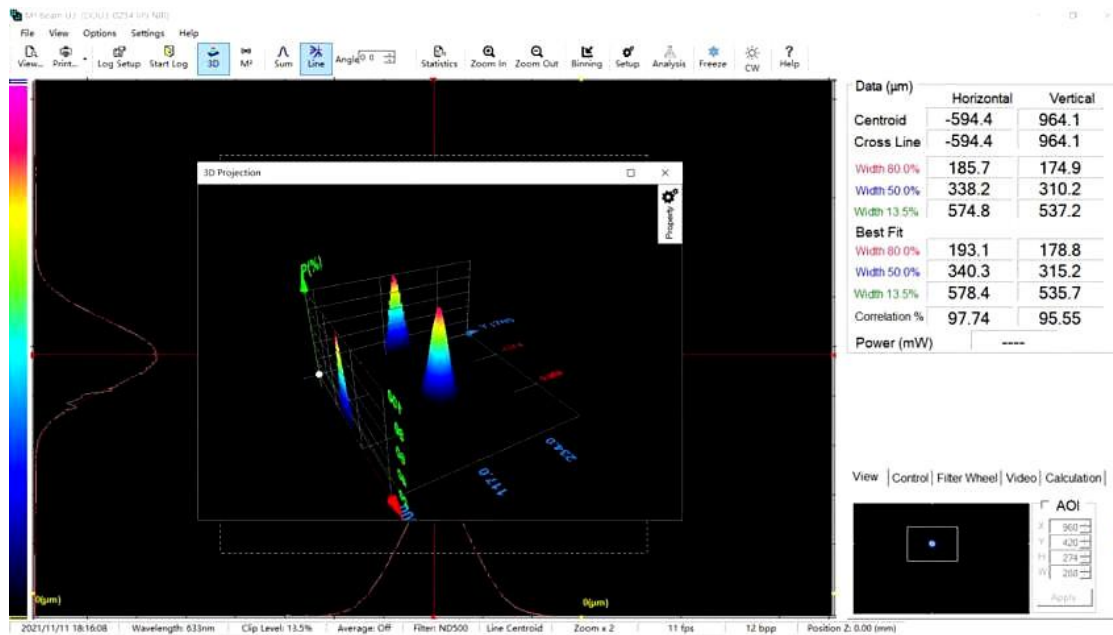 File View Options Settings Help
View... Print... Log Setup Start Log 3D M² Sum Line Angle 0 0 Statistics Zoom In Zoom Out Binning Setup Analysis Freeze CW Help
Data (μm)
Horizontal Vertical
Centroid -594.4 964.1
Cross Line -594.4 964.1
Width 80.0% 185.7 174.9
Width 50.0% 338.2 310.2
Width 13.5% 574.8 537.2
Best Fit
Width 80.0% 193.1 178.8
Width 50.0% 340.3 315.2
Width 13.5% 578.4 535.7
Correlation % 97.74 95.55
Power (mW) ----
3D Projection
Property
P(%)
234.0
117.0
View Control Filter Wheel Video Calculation
AOI
X 960
Y 420
H 274
W 288
Apply
0(μm) 0(μm)
2021/11/11 18:16:08 Wavelength: 633nm Clip Level: 13.5% Average: Off Filter: ND500 Line Centroid Zoom x 2 11 fps 12 bpp Position Z: 0.00 (mm)